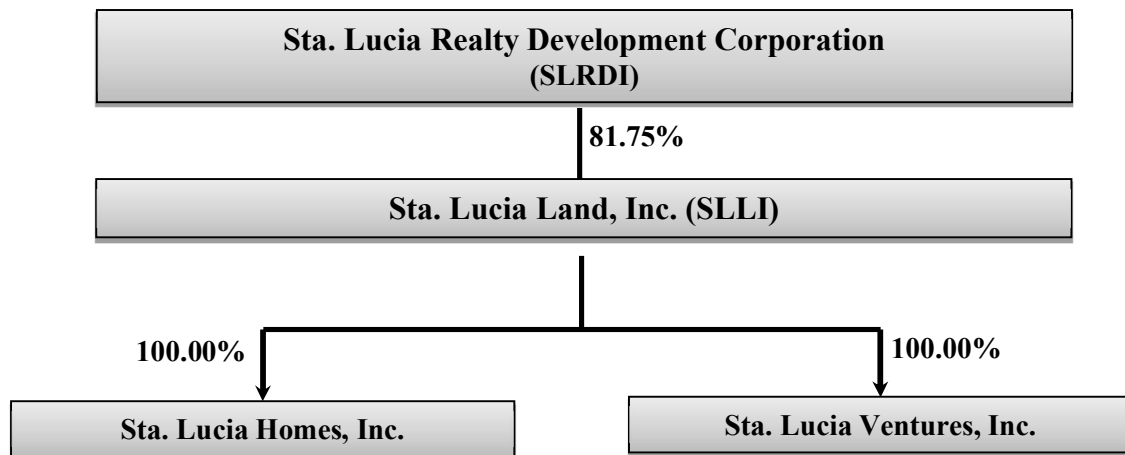 Sta. Lucia Realty Development Corporation
(SLRDI)
81.75%
Sta. Lucia Land, Inc. (SLLI)
100.00%
100.00%
Sta. Lucia Homes, Inc.
Sta. Lucia Ventures, Inc.